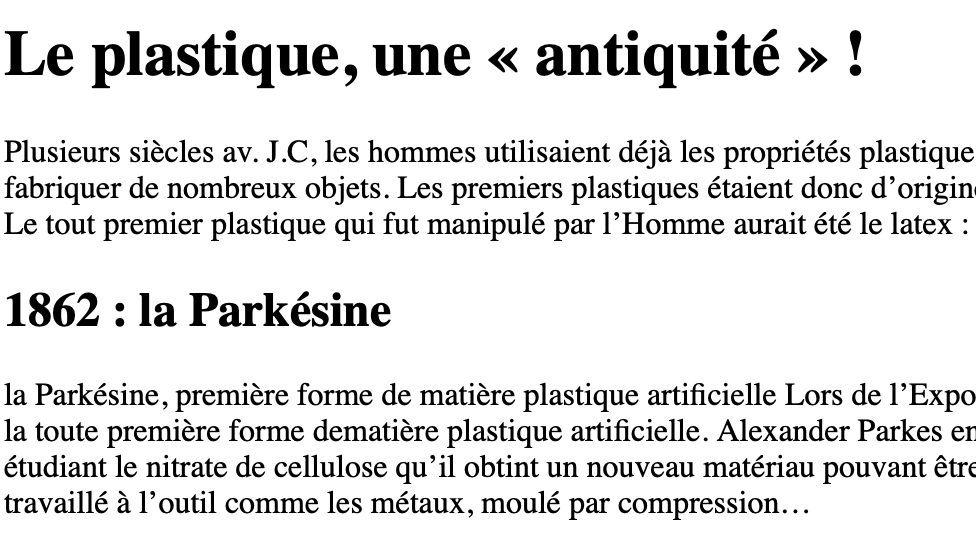 Le plastique, une « antiquité » !
Plusieurs siècles av. J.C, les hommes utilisaient déjà les propriétés plastique
fabriquer de nombreux objets. Les premiers plastiques étaient donc d’origin
Le tout premier plastique qui fut manipulé par l’Homme aurait été le latex :
1862 : la Parkésine
la Parkésine, première forme de matière plastique artificielle Lors de l’Expo
la toute première forme dematière plastique artificielle. Alexander Parkes en
étudiant le nitrate de cellulose qu’il obtint un nouveau matériau pouvant être
travaillé à l’outil comme les métaux, moulé par compression…